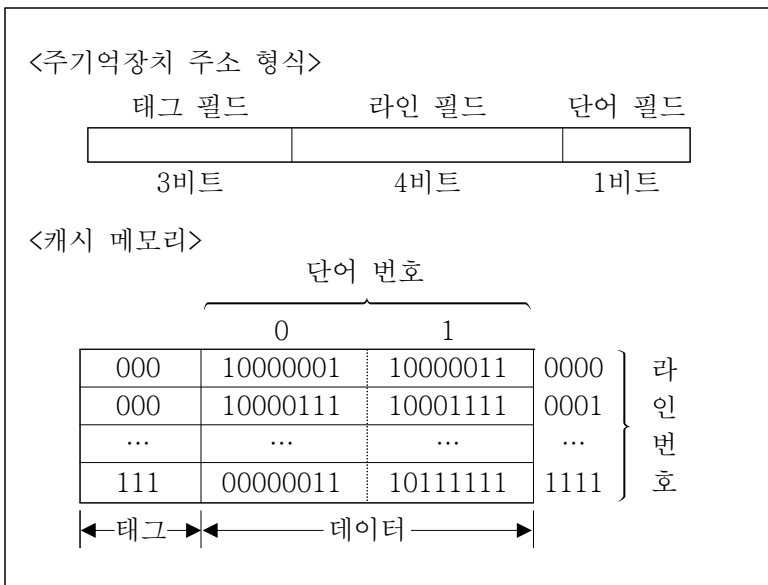 <주기억장치 주소 형식>
태그 필드 라인 필드 단어 필드
3비트 4비트 1비트
<캐시 메모리>
단어 번호
0 1
000 10000001 10000011 0000
000 10000111 10001111 0001
… … … …
111 00000011 10111111 1111
라인번호
태그 데이터